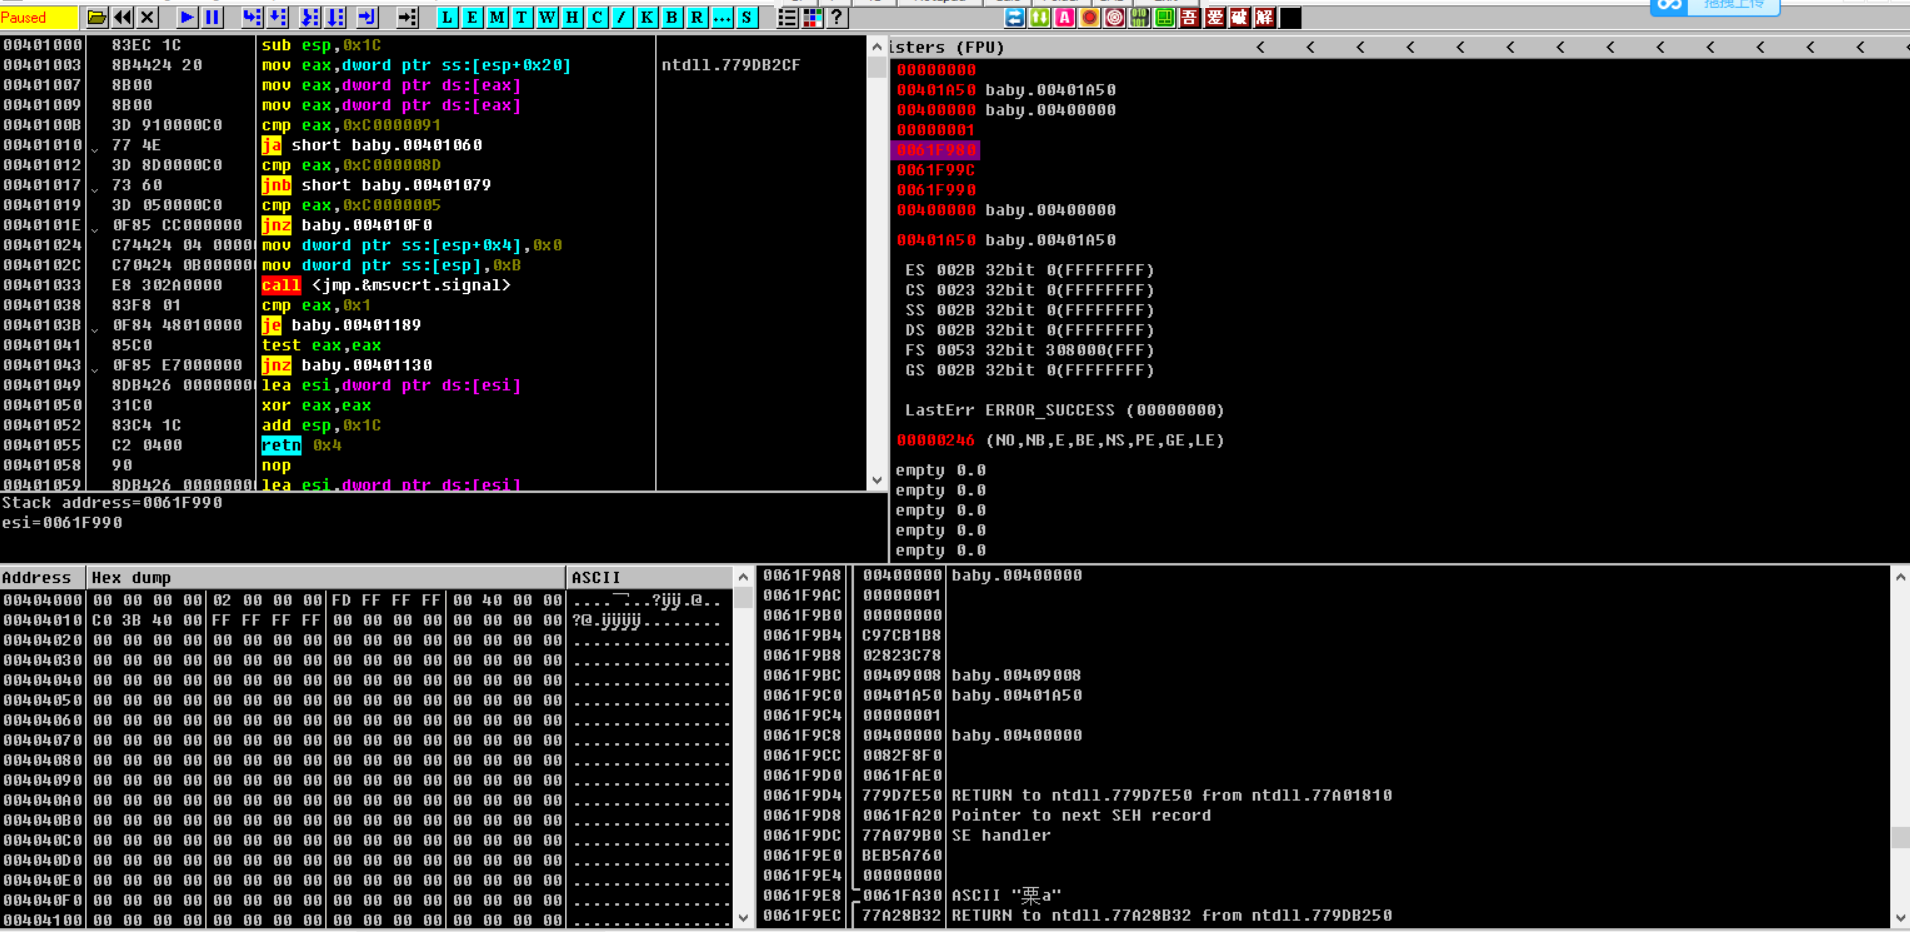 拖拽上传
Paused
L E M T W H C / K B R ... S
?
吾 爱 破 解
00401000 83EC 1C sub esp,0x1C
00401003 8B4424 20 mov eax,dword ptr ss:[esp+0x20] ntdll.779DB2CF
00401007 8B00 mov eax,dword ptr ds:[eax]
00401009 8B00 mov eax,dword ptr ds:[eax]
0040100B 3D 910000C0 cmp eax,0xC0000091
00401010 77 4E ja short baby.00401060
00401012 3D 8D0000C0 cmp eax,0xC000008D
00401017 73 60 jnb short baby.00401079
00401019 3D 050000C0 cmp eax,0xC0000005
0040101E 0F85 CC000000 jnz baby.004010F0
00401024 C74424 04 0000 mov dword ptr ss:[esp+0x4],0x0
0040102C C70424 0B00000 mov dword ptr ss:[esp],0xB
00401033 E8 302A0000 call <jmp.&msvcrt.signal>
00401038 83F8 01 cmp eax,0x1
0040103B 0F84 48010000 je baby.00401189
00401041 85C0 test eax,eax
00401043 0F85 E7000000 jnz baby.00401130
00401049 8DB426 0000000 lea esi,dword ptr ds:[esi]
00401050 31C0 xor eax,eax
00401052 83C4 1C add esp,0x1C
00401055 C2 0400 retn 0x4
00401058 90 nop
00401059 8DB426 0000000 lea esi,dword ptr ds:[esi]
Stack address=0061F990
esi=0061F990
isters (FPU) < < < < < < < < < < < < < <
00000000
00401A50 baby.00401A50
00400000 baby.00400000
00000001
0061F980
0061F99C
0061F990
00400000 baby.00400000
00401A50 baby.00401A50
ES 002B 32bit 0(FFFFFFFF)
CS 0023 32bit 0(FFFFFFFF)
SS 002B 32bit 0(FFFFFFFF)
DS 002B 32bit 0(FFFFFFFF)
FS 0053 32bit 308000(FFF)
GS 002B 32bit 0(FFFFFFFF)
LastErr ERROR_SUCCESS (00000000)
00000246 (NO,NB,E,BE,NS,PE,GE,LE)
empty 0.0
empty 0.0
empty 0.0
empty 0.0
empty 0.0
Address Hex dump ASCII
00404000 00 00 00 00 02 00 00 00 FD FF FF FF 00 40 00 00 ....¯...?ÿÿ.@..
00404010 C0 3B 40 00 FF FF FF FF 00 00 00 00 00 00 00 00 ?@.ÿÿÿÿ........
00404020 00 00 00 00 00 00 00 00 00 00 00 00 00 00 00 00 ................
00404030 00 00 00 00 00 00 00 00 00 00 00 00 00 00 00 00 ................
00404040 00 00 00 00 00 00 00 00 00 00 00 00 00 00 00 00 ................
00404050 00 00 00 00 00 00 00 00 00 00 00 00 00 00 00 00 ................
00404060 00 00 00 00 00 00 00 00 00 00 00 00 00 00 00 00 ................
00404070 00 00 00 00 00 00 00 00 00 00 00 00 00 00 00 00 ................
00404080 00 00 00 00 00 00 00 00 00 00 00 00 00 00 00 00 ................
00404090 00 00 00 00 00 00 00 00 00 00 00 00 00 00 00 00 ................
004040A0 00 00 00 00 00 00 00 00 00 00 00 00 00 00 00 00 ................
004040B0 00 00 00 00 00 00 00 00 00 00 00 00 00 00 00 00 ................
004040C0 00 00 00 00 00 00 00 00 00 00 00 00 00 00 00 00 ................
004040D0 00 00 00 00 00 00 00 00 00 00 00 00 00 00 00 00 ................
004040E0 00 00 00 00 00 00 00 00 00 00 00 00 00 00 00 00 ................
004040F0 00 00 00 00 00 00 00 00 00 00 00 00 00 00 00 00 ................
00404100 00 00 00 00 00 00 00 00 00 00 00 00 00 00 00 00 ................
0061F9A8 00400000 baby.00400000
0061F9AC 00000001
0061F9B0 00000000
0061F9B4 C97CB1B8
0061F9B8 02823C78
0061F9BC 00409008 baby.00409008
0061F9C0 00401A50 baby.00401A50
0061F9C4 00000001
0061F9C8 00400000 baby.00400000
0061F9CC 0082F8F0
0061F9D0 0061FAE0
0061F9D4 779D7E50 RETURN to ntdll.779D7E50 from ntdll.77A01810
0061F9D8 0061FA20 Pointer to next SEH record
0061F9DC 77A079B0 SE handler
0061F9E0 BEB5A760
0061F9E4 00000000
0061F9E8 0061FA30 ASCII "粟a"
0061F9EC 77A28B32 RETURN to ntdll.77A28B32 from ntdll.779DB250